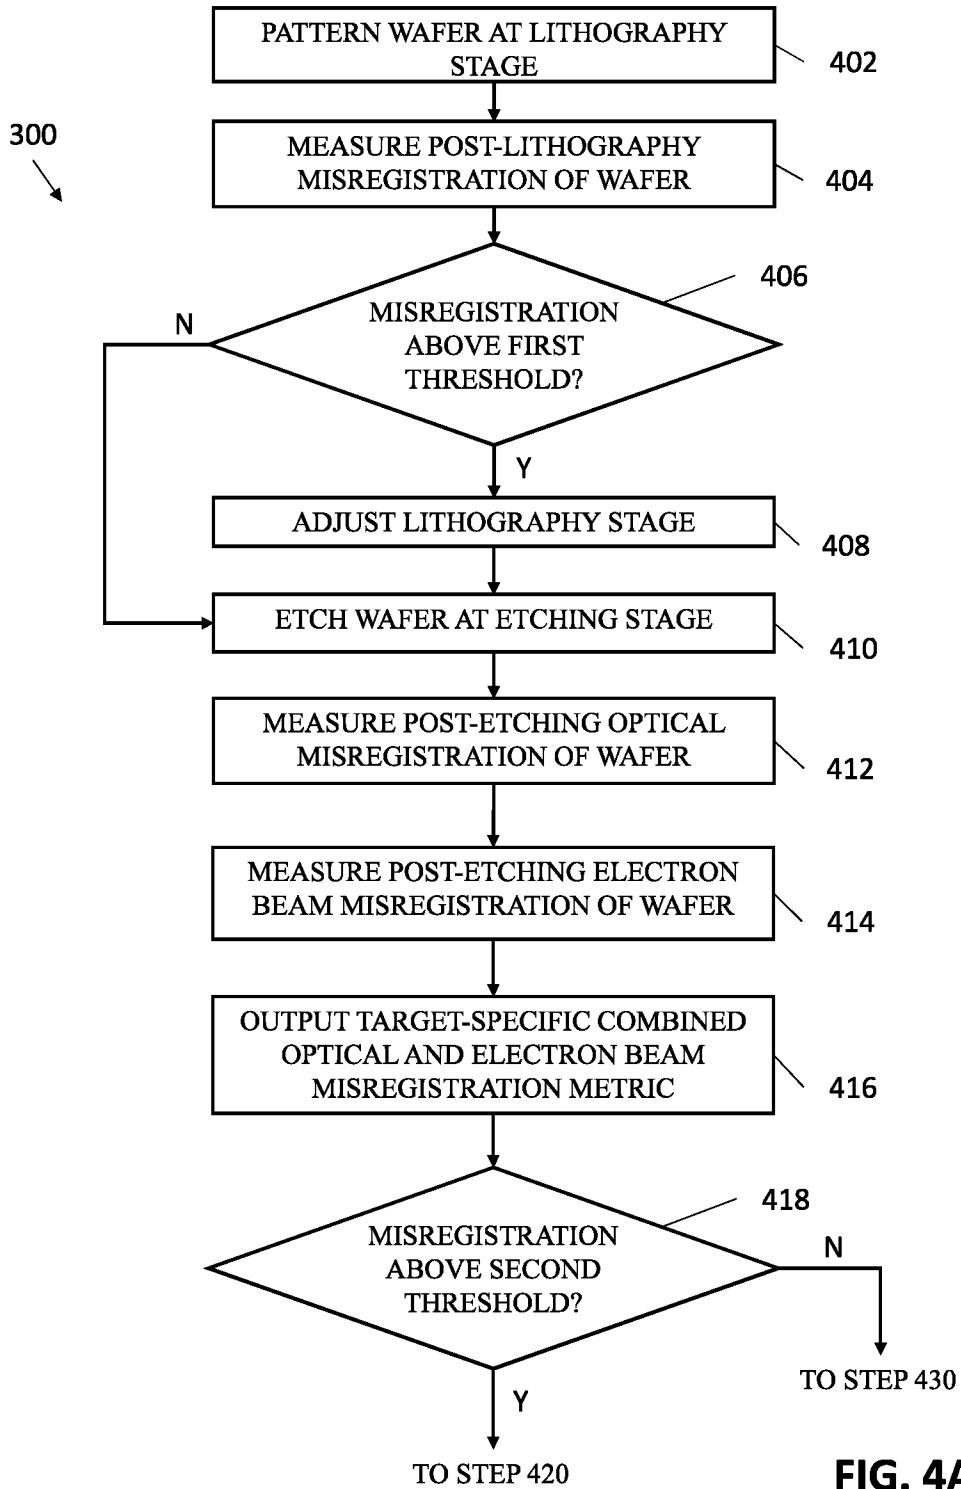 PATTERN WAFER AT LITHOGRAPHY
STAGE
402
300
MEASURE POST-LITHOGRAPHY
MISREGISTRATION OF WAFER
404
406
MISREGISTRATION
ABOVE FIRST
THRESHOLD?
N
Y
ADJUST LITHOGRAPHY STAGE
408
ETCH WAFER AT ETCHING STAGE
410
MEASURE POST-ETCHING OPTICAL
MISREGISTRATION OF WAFER
412
MEASURE POST-ETCHING ELECTRON
BEAM MISREGISTRATION OF WAFER
414
OUTPUT TARGET-SPECIFIC COMBINED
OPTICAL AND ELECTRON BEAM
MISREGISTRATION METRIC
416
418
MISREGISTRATION
ABOVE SECOND
THRESHOLD?
N
TO STEP 430
Y
TO STEP 420
FIG. 4A